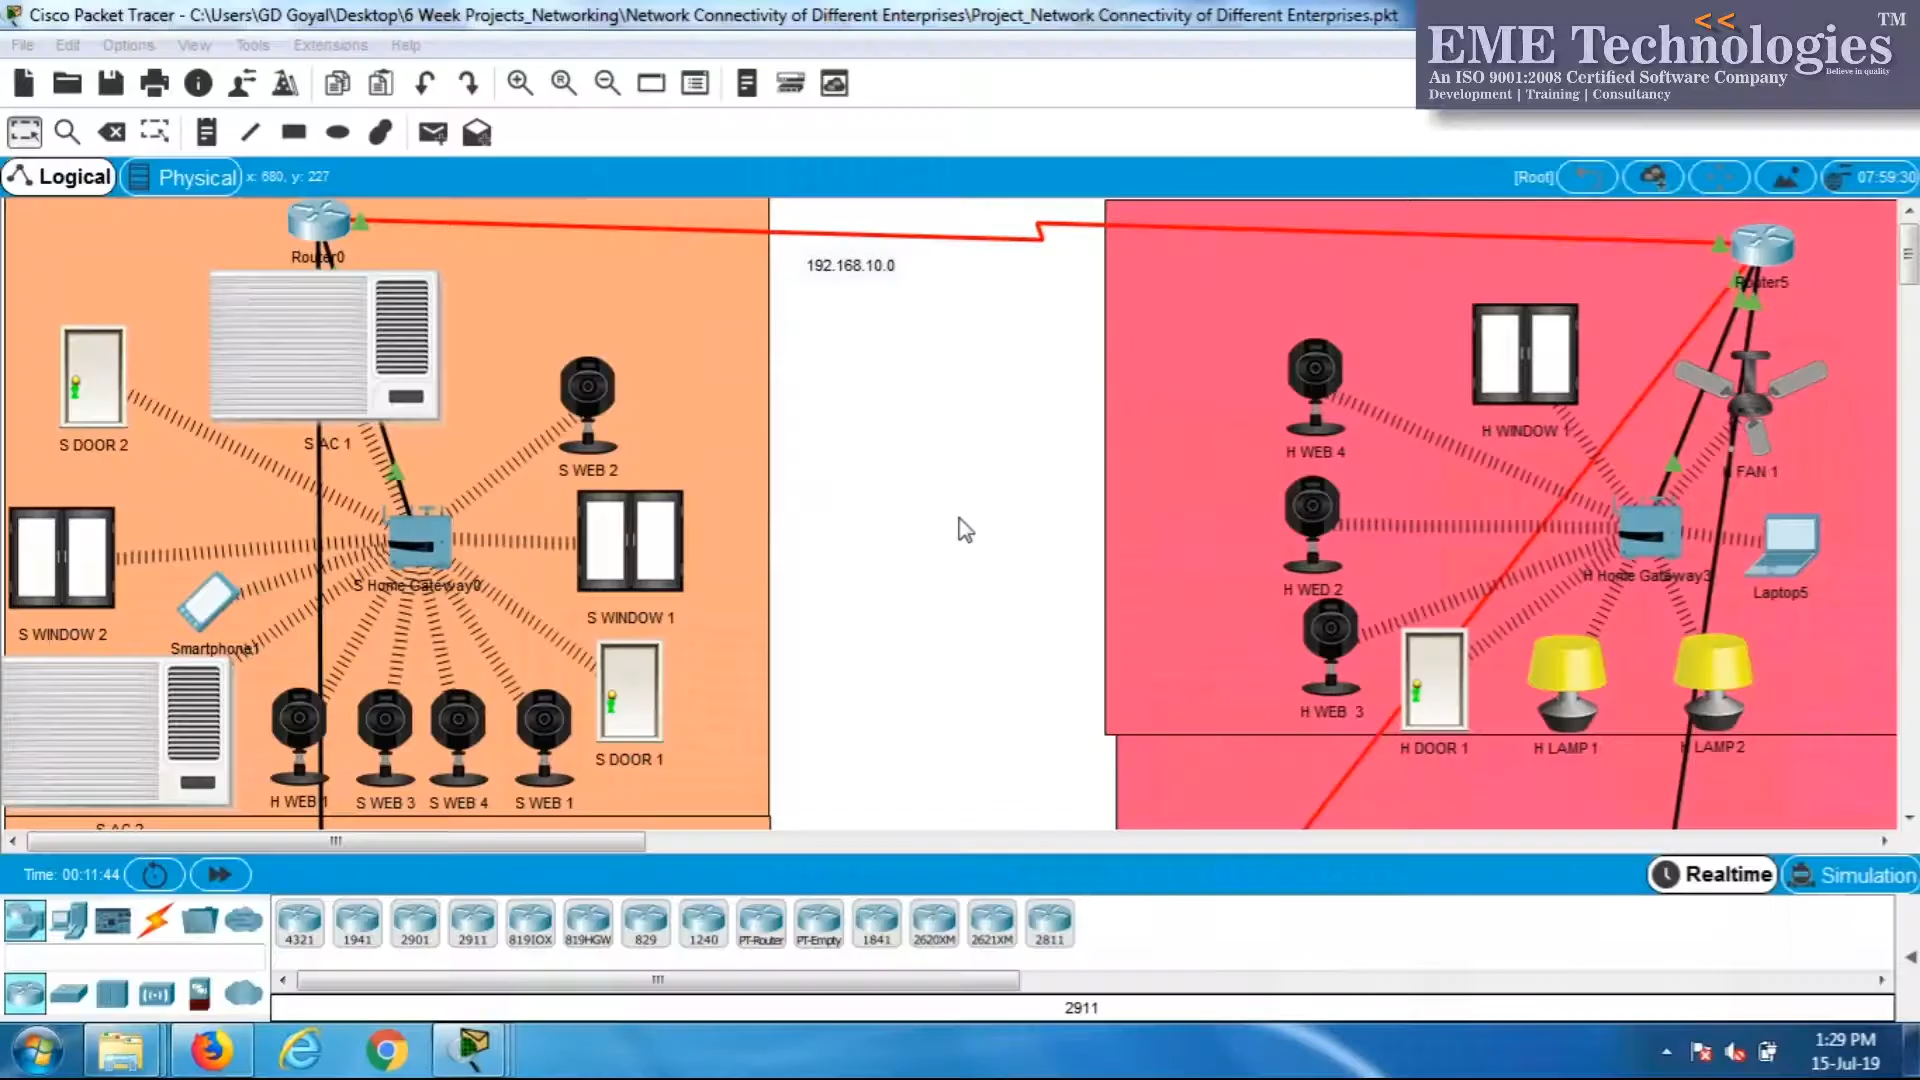 Cisco Packet Tracer - C:\Users\GD Goyal\Desktop\6 Week Projects_Networking\Network Connectivity of Different Enterprises\Project_Network Connectivity of Different Enterprises.pkt
File Edit Options View Tools Extensions Help
<<
TM
EME Technologies
Believe in quality
An ISO 9001:2008 Certified Software Company
Development | Training | Consultancy
Logical
Physical
x: 680, y: 227
[Root]
07:59:30
Router0
192.168.10.0
Router5
S DOOR 2
S AC 1
S WEB 2
H WEB 4
H WINDOW 1
FAN 1
S Home Gateway0
S WINDOW 1
S WINDOW 2
Smartphone1
H WED 2
H Home Gateway3
Laptop5
H WEB 3
H DOOR 1
H LAMP 1
H LAMP 2
S DOOR 1
H WEB 1
S WEB 3
S WEB 4
S WEB 1
S AC 2
Time: 00:11:44
Realtime
Simulation
4321
1941
2901
2911
819IOX
819HGW
829
1240
PT-Router
PT-Empty
1841
2620XM
2621XM
2811
2911
1:29 PM
15-Jul-19